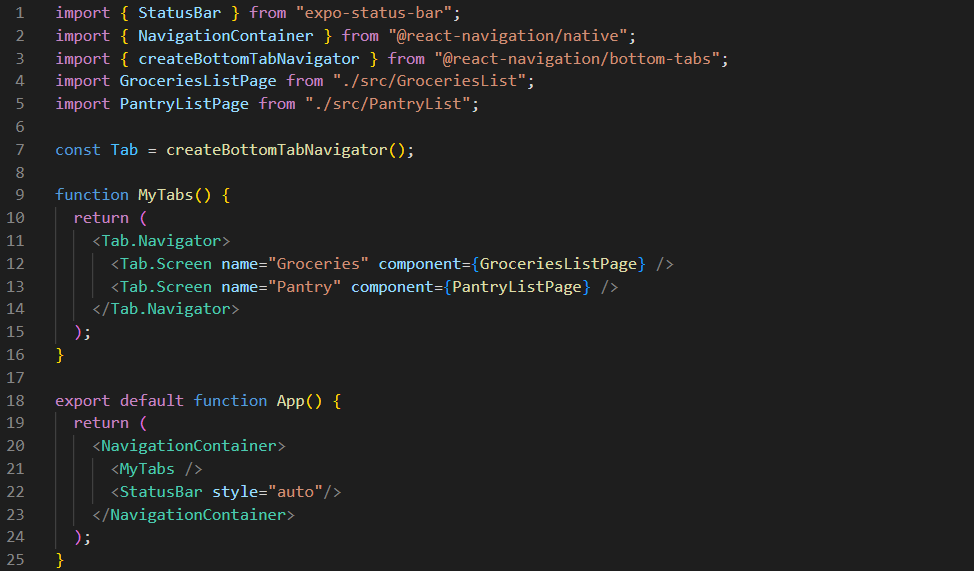 1 import { StatusBar } from "expo-status-bar";
2 import { NavigationContainer } from "@react-navigation/native";
3 import { createBottomTabNavigator } from "@react-navigation/bottom-tabs";
4 import GroceriesListPage from "./src/GroceriesList";
5 import PantryListPage from "./src/PantryList";
6
7 const Tab = createBottomTabNavigator();
8
9 function MyTabs() {
10   return (
11     <Tab.Navigator>
12       <Tab.Screen name="Groceries" component={GroceriesListPage} />
13       <Tab.Screen name="Pantry" component={PantryListPage} />
14     </Tab.Navigator>
15   );
16 }
17
18 export default function App() {
19   return (
20     <NavigationContainer>
21       <MyTabs />
22       <StatusBar style="auto"/>
23     </NavigationContainer>
24   );
25 }